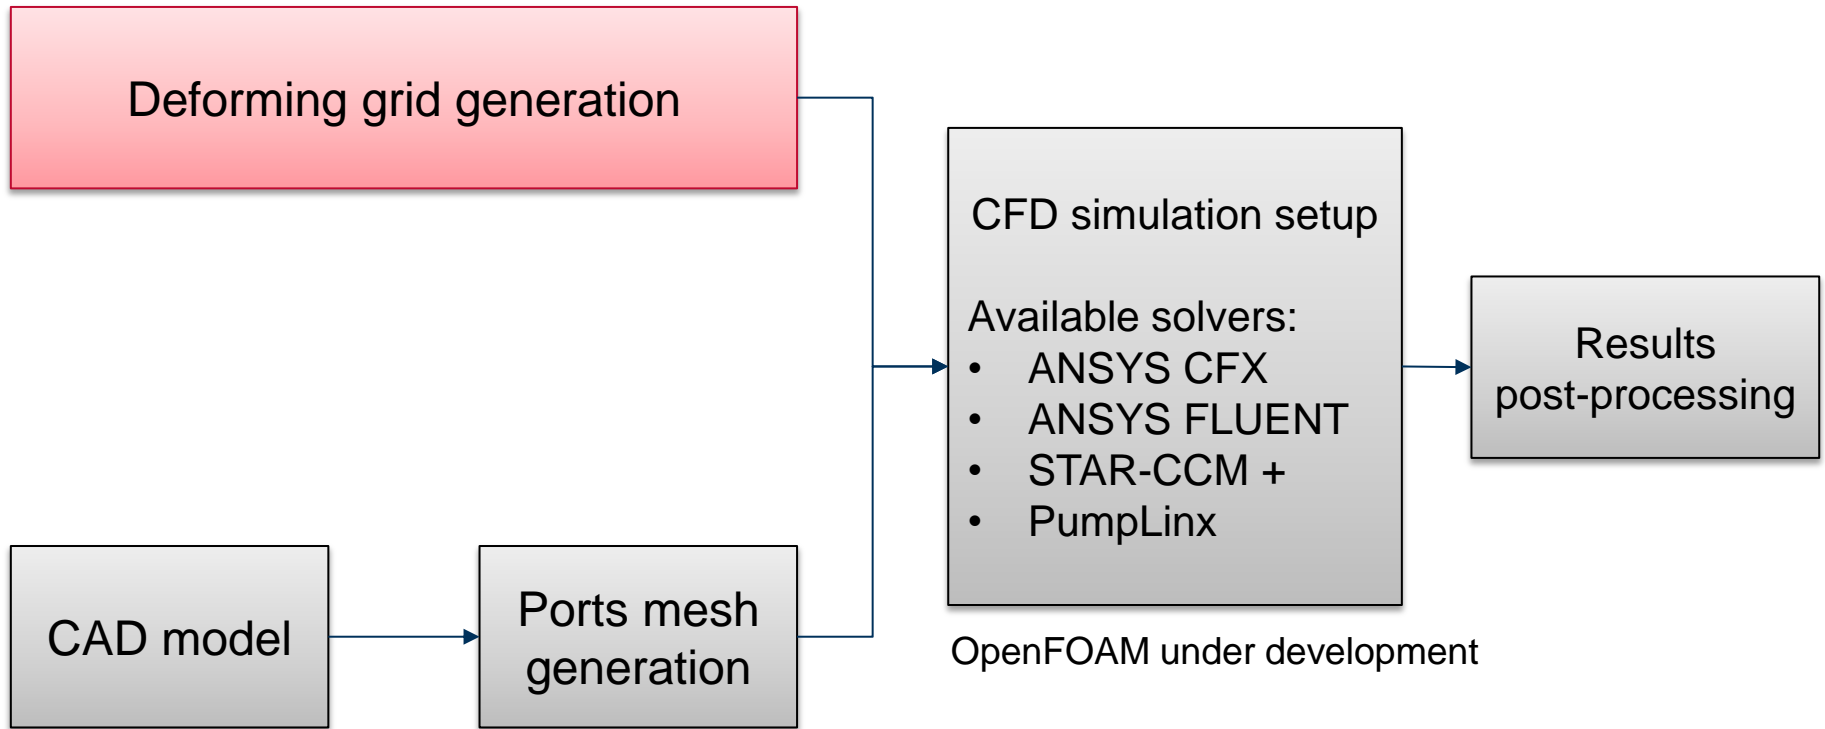 Deforming grid generation
CFD simulation setup
Available solvers:
• ANSYS CFX
• ANSYS FLUENT
• STAR-CCM +
• PumpLinx
Results
post-processing
CAD model
Ports mesh
generation
OpenFOAM under development